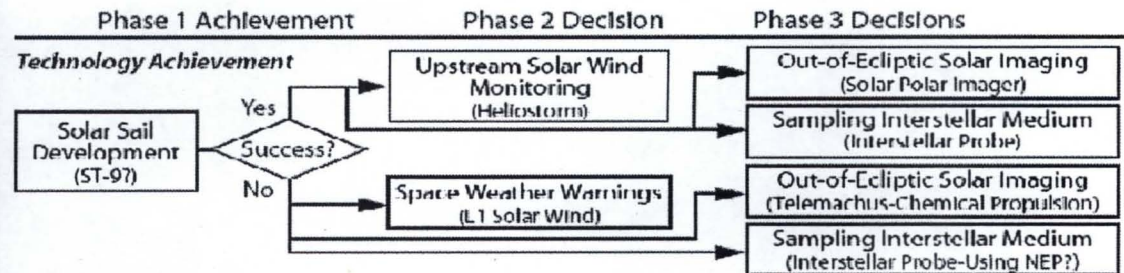 Phase 1 Achievement
Phase 2 Decision
Phase 3 Decisions
Technology Achievement
Solar Sail
Development
(ST-9?)
Success?
Yes
No
Upstream Solar Wind
Monitoring
(Heliostorm)
Space Weather Warnings
(L1 Solar Wind)
Out-of-Ecliptic Solar Imaging
(Solar Polar Imager)
Sampling Interstellar Medium
(Interstellar Probe)
Out-of-Ecliptic Solar Imaging
(Telemachus-Chemical Propulsion)
Sampling Interstellar Medium
(Interstellar Probe-Using NEP?)